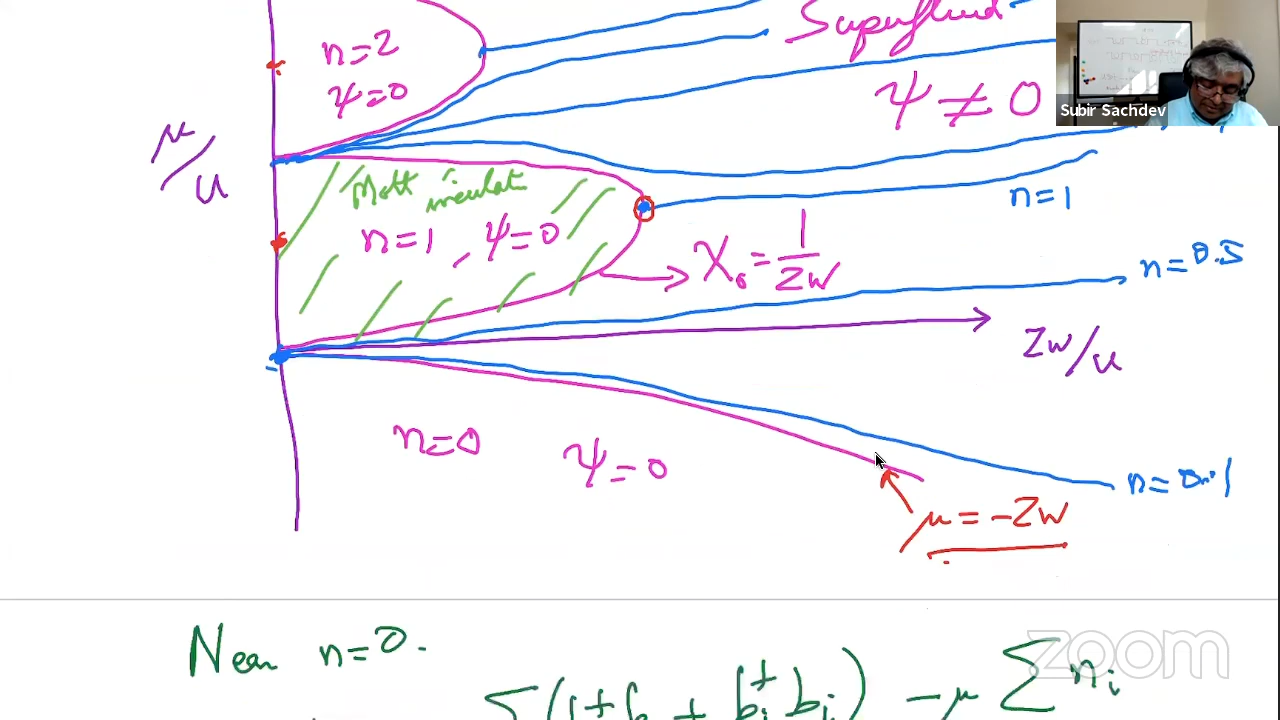 n=2
ψ=0
Superfluid
ψ ≠ 0
Subir Sachdev
μ/u
Mott insulat
n=1, ψ=0
χ₀ = 1/Zw
n=1
n=0.5
Zw/u
n=0
ψ=0
n=0.1
μ = -Zw
Near n=0.
zoom